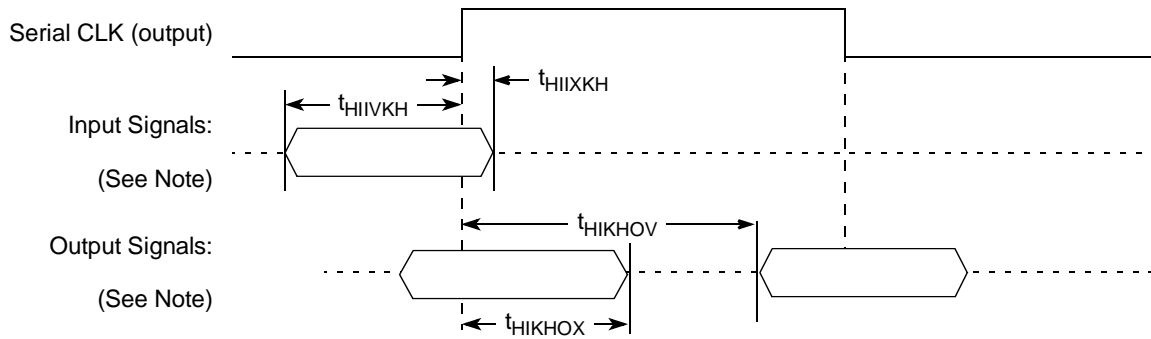 Serial CLK (output)
tHIIXKH
tHIIVKH
Input Signals:
(See Note)
tHIKHOV
Output Signals:
(See Note)
tHIKHOX